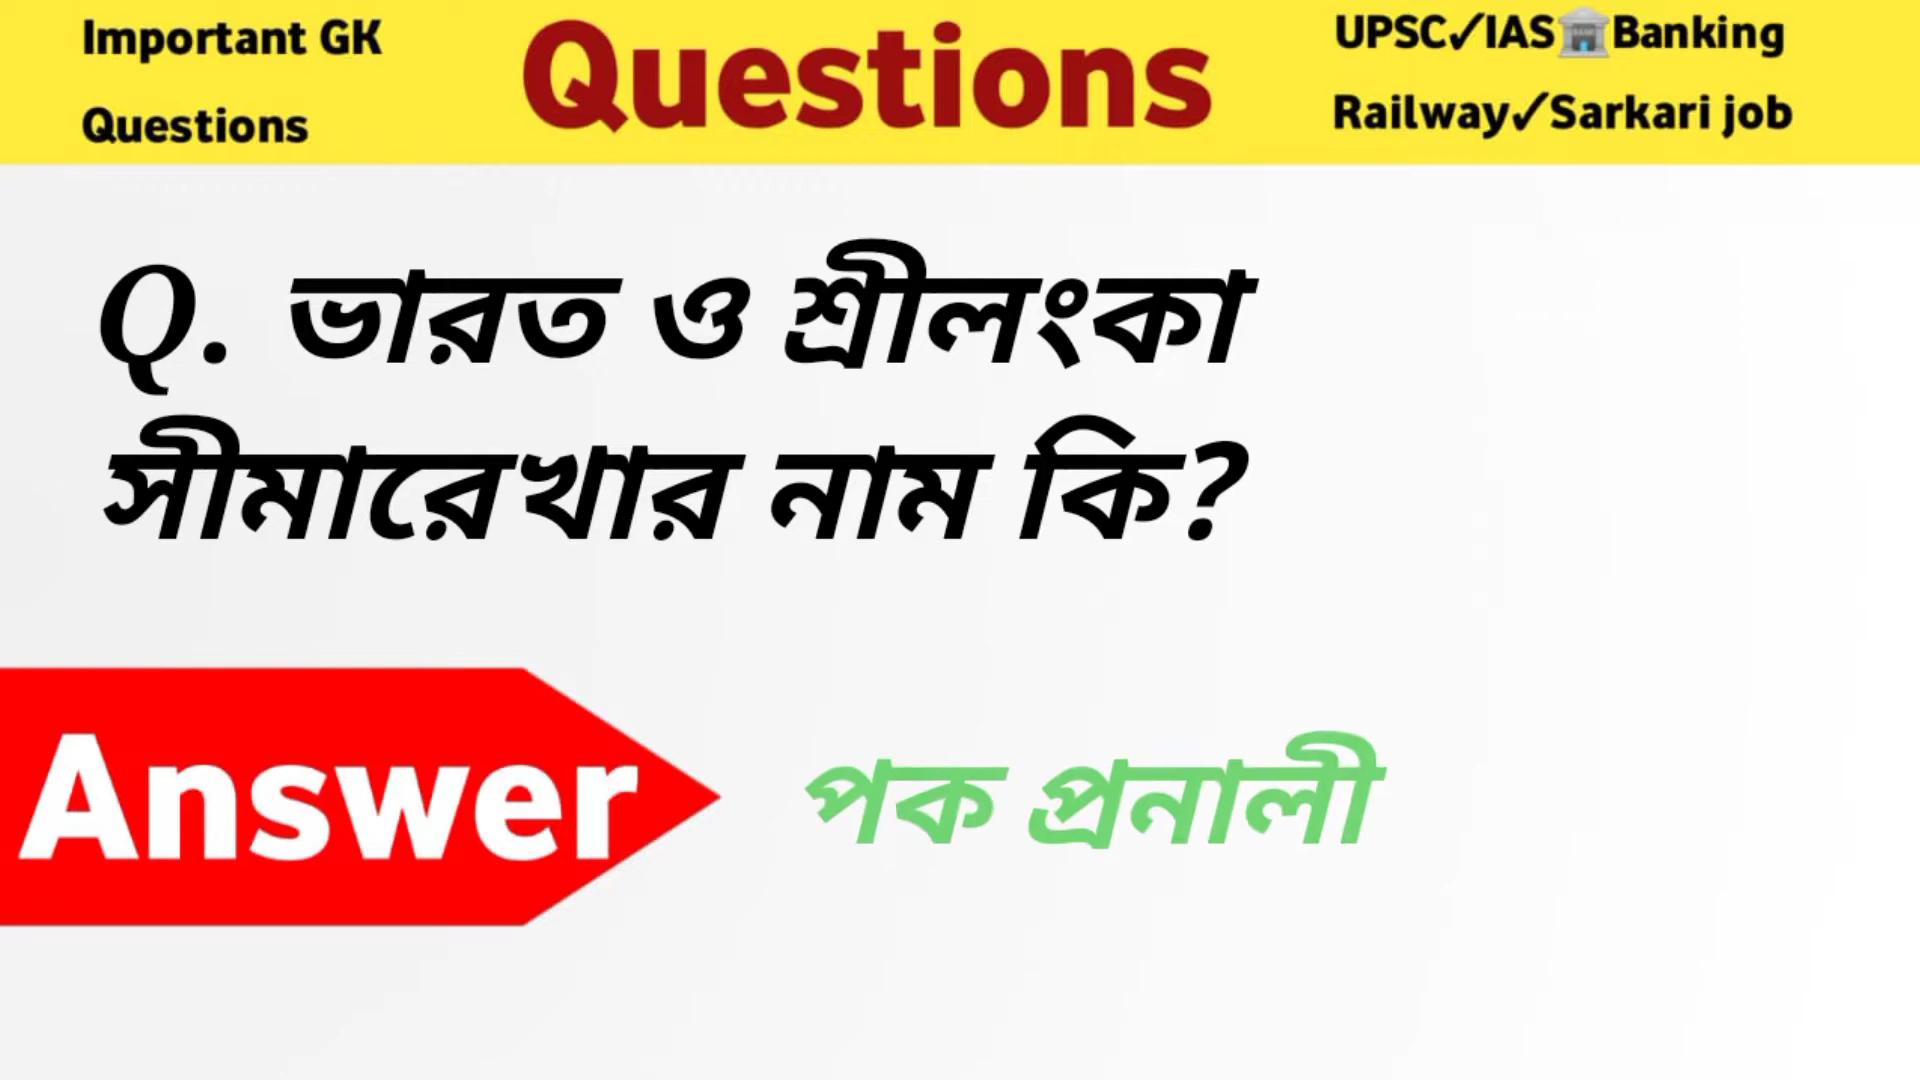 Important GK
Questions
Questions
UPSC✓IAS🏦Banking
Railway✓Sarkari job
Q. ভারত ও শ্রীলংকা
সীমারেখার নাম কি?
Answer
পক প্রনালী